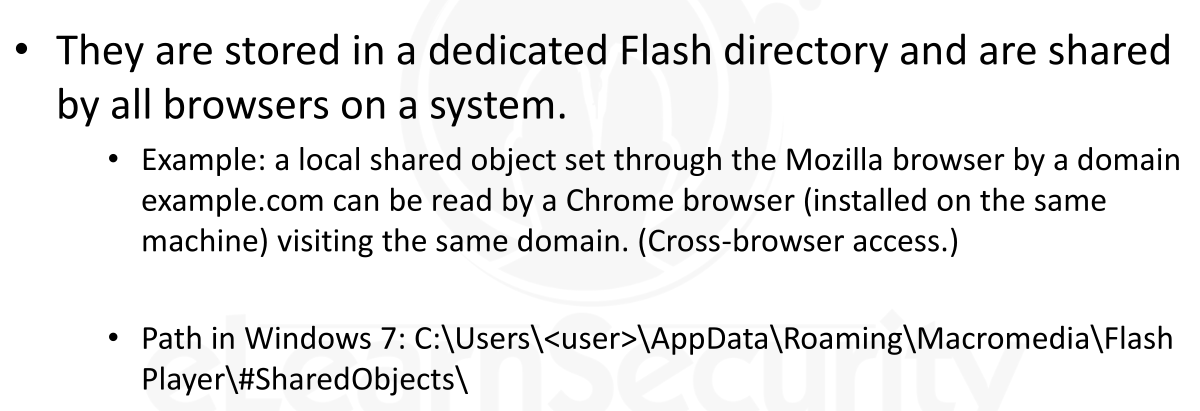 • They are stored in a dedicated Flash directory and are shared
by all browsers on a system.
• Example: a local shared object set through the Mozilla browser by a domain
example.com can be read by a Chrome browser (installed on the same
machine) visiting the same domain. (Cross-browser access.)
• Path in Windows 7: C:\Users\<user>\AppData\Roaming\Macromedia\Flash
Player\#SharedObjects\
eLearnSecurity